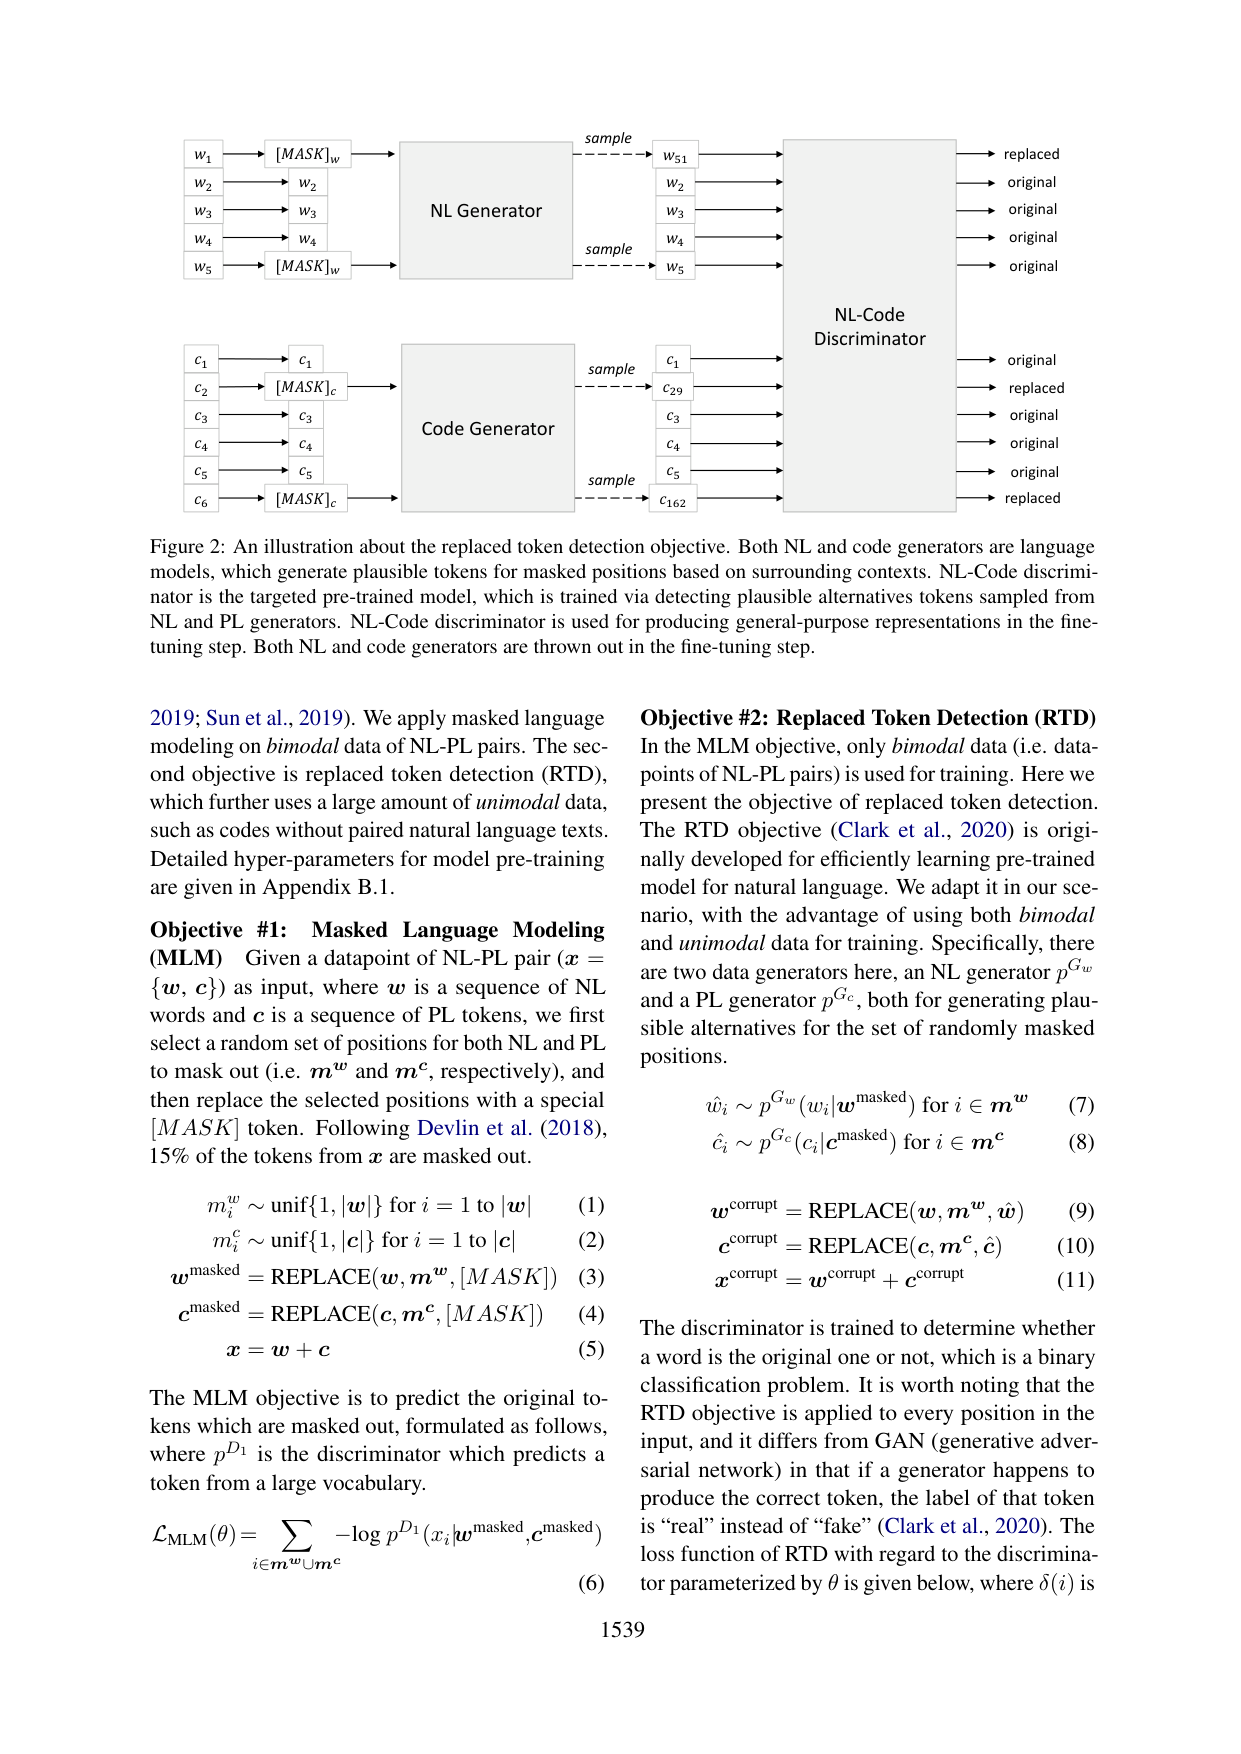 w1 [MASK]w sample w51 replaced
w2 w2 w2 original
w3 w3 NL Generator w3 original
w4 w4 w4 original
w5 [MASK]w sample w5 original
NL-Code
Discriminator
c1 c1 c1 original
c2 [MASK]c sample c29 replaced
c3 c3 c3 original
c4 c4 Code Generator c4 original
c5 c5 c5 original
c6 [MASK]c sample c162 replaced
Figure 2: An illustration about the replaced token detection objective. Both NL and code generators are language
models, which generate plausible tokens for masked positions based on surrounding contexts. NL-Code discrimi-
nator is the targeted pre-trained model, which is trained via detecting plausible alternatives tokens sampled from
NL and PL generators. NL-Code discriminator is used for producing general-purpose representations in the fine-
tuning step. Both NL and code generators are thrown out in the fine-tuning step.
2019; Sun et al., 2019). We apply masked language
modeling on bimodal data of NL-PL pairs. The sec-
ond objective is replaced token detection (RTD),
which further uses a large amount of unimodal data,
such as codes without paired natural language texts.
Detailed hyper-parameters for model pre-training
are given in Appendix B.1.
Objective #1: Masked Language Modeling
(MLM) Given a datapoint of NL-PL pair (x =
{w, c}) as input, where w is a sequence of NL
words and c is a sequence of PL tokens, we first
select a random set of positions for both NL and PL
to mask out (i.e. m^w and m^c, respectively), and
then replace the selected positions with a special
[MASK] token. Following Devlin et al. (2018),
15% of the tokens from x are masked out.
m_i^w ∼ unif{1, |w|} for i = 1 to |w| (1)
m_i^c ∼ unif{1, |c|} for i = 1 to |c| (2)
w^masked = REPLACE(w, m^w, [MASK]) (3)
c^masked = REPLACE(c, m^c, [MASK]) (4)
x = w + c (5)
The MLM objective is to predict the original to-
kens which are masked out, formulated as follows,
where p^D1 is the discriminator which predicts a
token from a large vocabulary.
L_MLM(θ) = ∑_{i∈m^w∪m^c} −log p^D1(x_i|w^masked,c^masked)
(6)
Objective #2: Replaced Token Detection (RTD)
In the MLM objective, only bimodal data (i.e. data-
points of NL-PL pairs) is used for training. Here we
present the objective of replaced token detection.
The RTD objective (Clark et al., 2020) is origi-
nally developed for efficiently learning pre-trained
model for natural language. We adapt it in our sce-
nario, with the advantage of using both bimodal
and unimodal data for training. Specifically, there
are two data generators here, an NL generator p^Gw
and a PL generator p^Gc, both for generating plau-
sible alternatives for the set of randomly masked
positions.
ŵ_i ∼ p^Gw(w_i|w^masked) for i ∈ m^w (7)
ĉ_i ∼ p^Gc(c_i|c^masked) for i ∈ m^c (8)
w^corrupt = REPLACE(w, m^w, ŵ) (9)
c^corrupt = REPLACE(c, m^c, ĉ) (10)
x^corrupt = w^corrupt + c^corrupt (11)
The discriminator is trained to determine whether
a word is the original one or not, which is a binary
classification problem. It is worth noting that the
RTD objective is applied to every position in the
input, and it differs from GAN (generative adver-
sarial network) in that if a generator happens to
produce the correct token, the label of that token
is “real” instead of “fake” (Clark et al., 2020). The
loss function of RTD with regard to the discrimina-
tor parameterized by θ is given below, where δ(i) is
1539